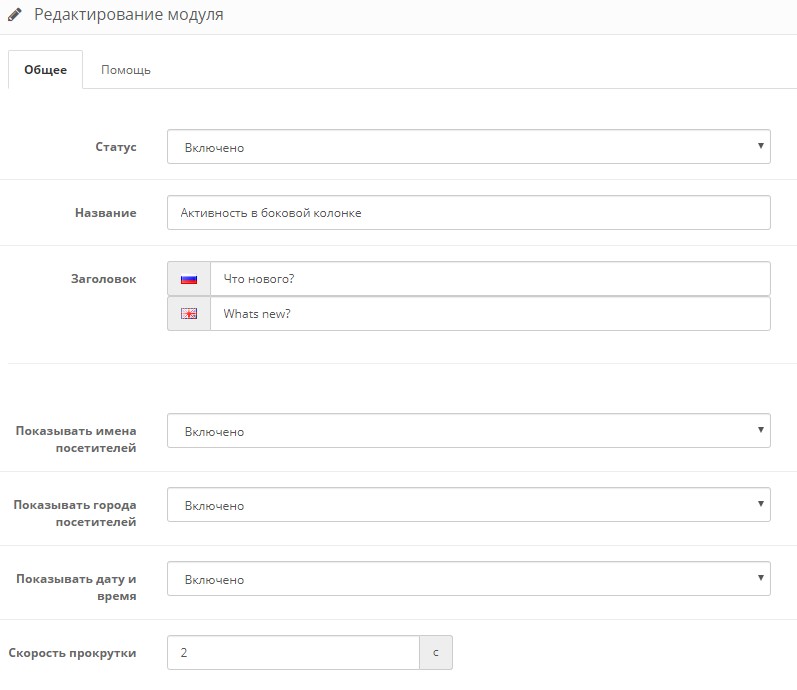 Редактирование модуля
Общее
Помощь
Статус
Включено
Название
Активность в боковой колонке
Заголовок
Что нового?
Whats new?
Показывать имена
посетителей
Включено
Показывать города
посетителей
Включено
Показывать дату и
время
Включено
Скорость прокрутки
2
с